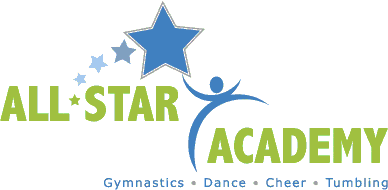 ALL★STAR
ACADEMY
Gymnastics • Dance • Cheer • Tumbling